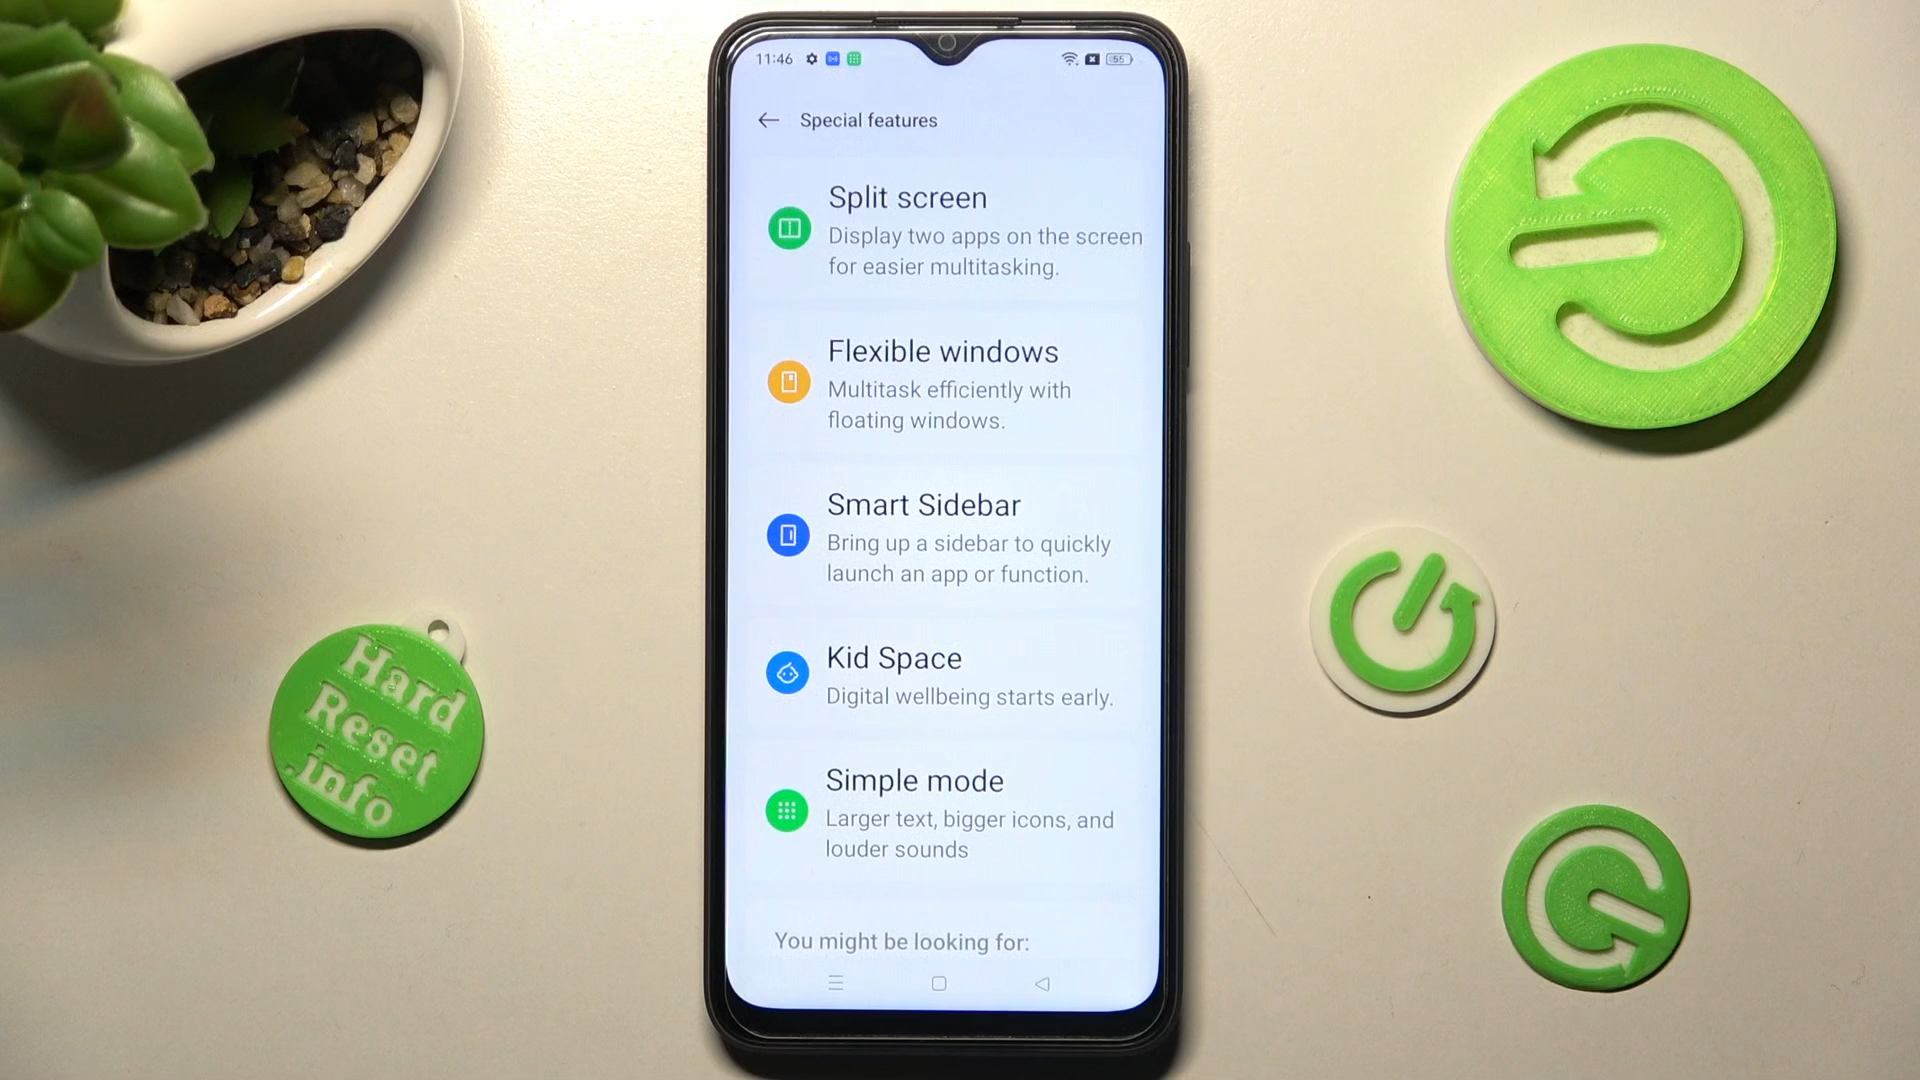 11:46
55
Special features
Split screen
Display two apps on the screen
for easier multitasking.
Flexible windows
Multitask efficiently with
floating windows.
Smart Sidebar
Bring up a sidebar to quickly
launch an app or function.
Kid Space
Digital wellbeing starts early.
Simple mode
Larger text, bigger icons, and
louder sounds
You might be looking for:
Hard
Reset
.info